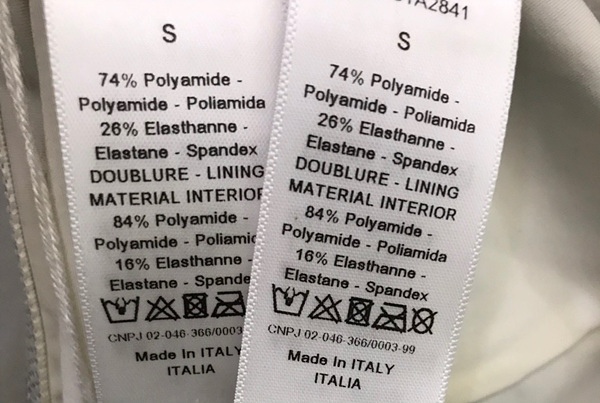 S
74% Polyamide -
Polyamide - Poliamida
26% Elasthanne -
Elastane - Spandex
DOUBLURE - LINING
MATERIAL INTERIOR
84% Polyamide -
Polyamide - Poliamic
16% Elasthanne -
Elastane - Spande
CNPJ 02-046-366/0003
Made In ITALY
ITALIA
A2841
S
74% Polyamide -
Polyamide - Poliamida
26% Elasthanne -
Elastane - Spandex
DOUBLURE - LINING
MATERIAL INTERIOR
84% Polyamide -
Polyamide - Poliamida
16% Elasthanne -
Elastane - Spandex
CNPJ 02-046-366/0003-99
Made In ITALY
ITALIA